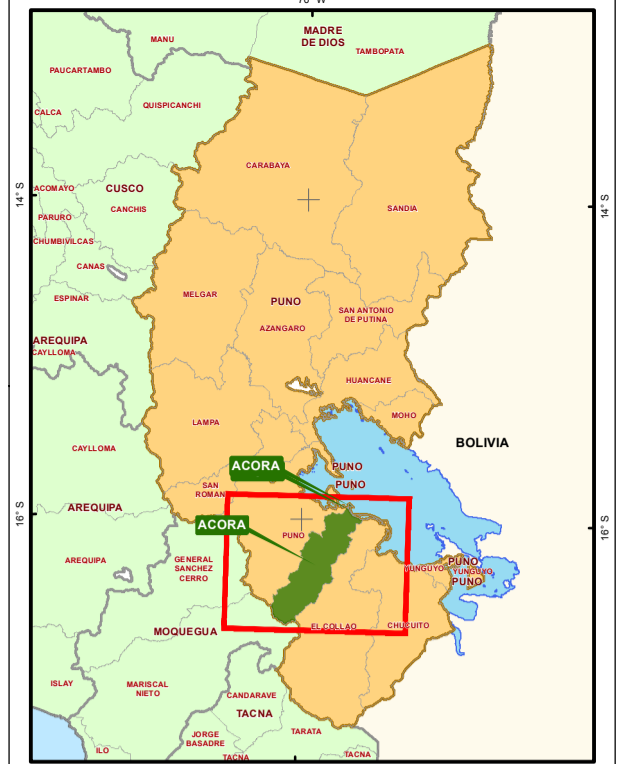 70° W
MADRE
DE DIOS
MANU
TAMBOPATA
PAUCARTAMBO
QUISPICANCHI
CALCA
CARABAYA
ACOMAYO
CUSCO
14° S
SANDIA
14° S
CANCHIS
PARURO
CHUMBIVILCAS
CANAS
ESPINAR
MELGAR
PUNO
SAN ANTONIO
DE PUTINA
AZANGARO
AREQUIPA
CAYLLOMA
HUANCANE
MOHO
LAMPA
BOLIVIA
CAYLLOMA
ACORA
PUNO
SAN
ROMAN
PUNO
AREQUIPA
16° S
ACORA
16° S
PUNO
AREQUIPA
GENERAL
SANCHEZ
CERRO
YUNGUYO
PUNO
YUNGUYO
PUNO
MOQUEGUA
EL COLLAO
CHUCUITO
ISLAY
MARISCAL
NIETO
CANDARAVE
TACNA
JORGE
BASADRE
TARATA
ILO
TACNA
TACNA